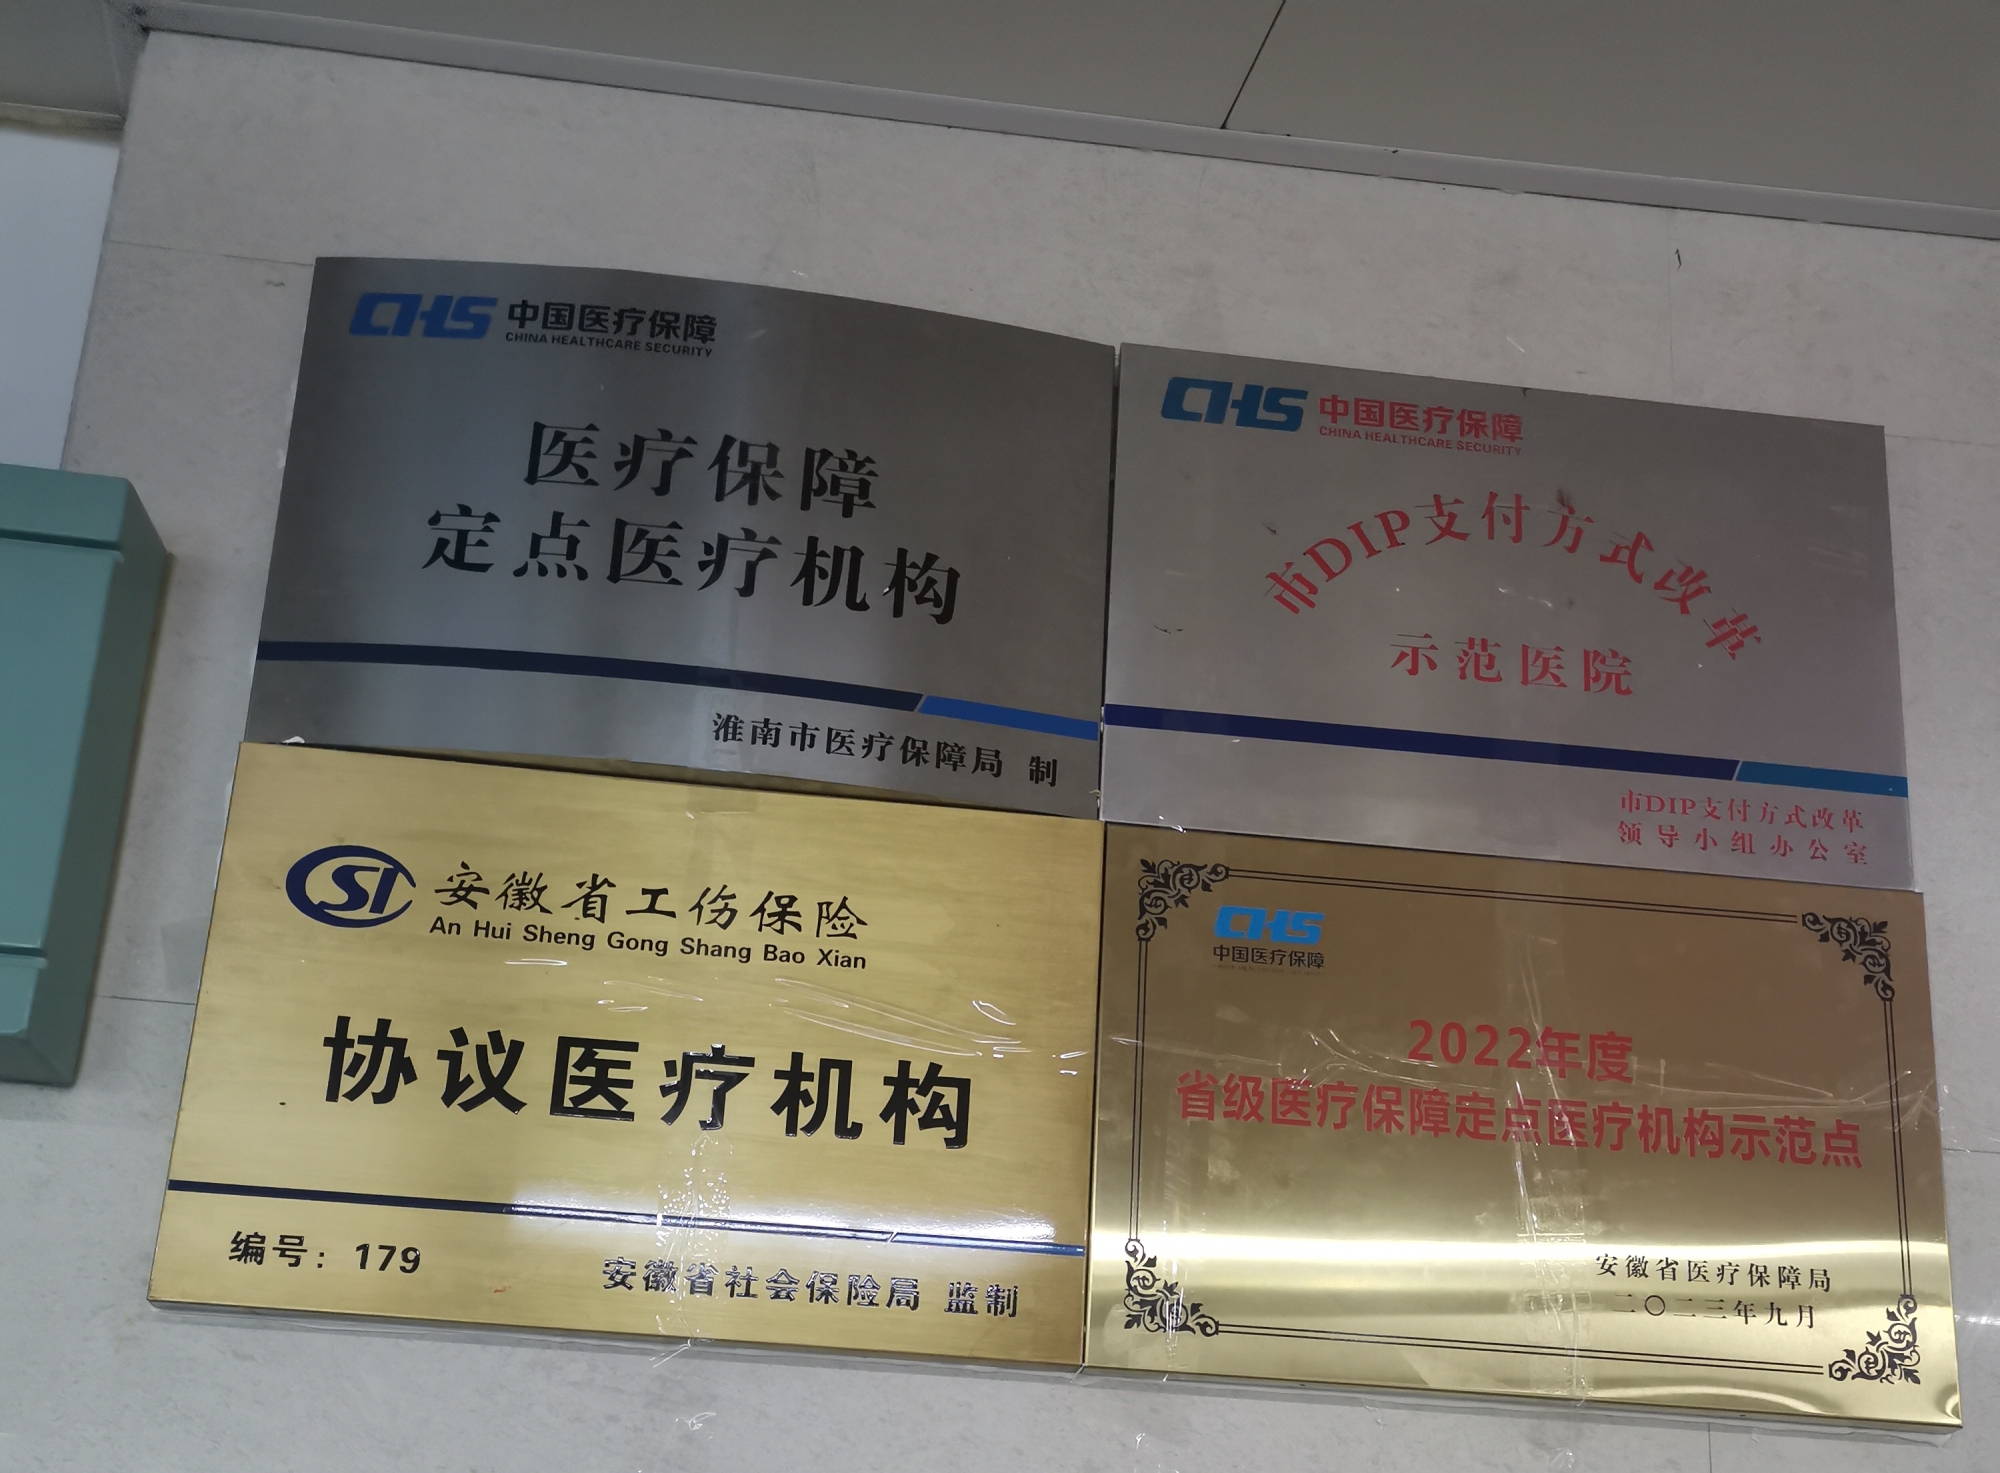 CHS 中国医疗保障
CHINA HEALTHCARE SECURITY
医疗保障
定点医疗机构
淮南市医疗保障局 制
CHS 中国医疗保障
CHINA HEALTHCARE SECURITY
市DIP支付方式改革
示范医院
市DIP支付方式改革
领导小组办公室
CSI 安徽省工伤保险
An Hui Sheng Gong Shang Bao Xian
协议医疗机构
编号：179
安徽省社会保险局 监制
CHS
中国医疗保障
CHINA HEALTHCARE SECURITY
2022年度
省级医疗保障定点医疗机构示范点
安徽省医疗保障局
二〇二三年九月